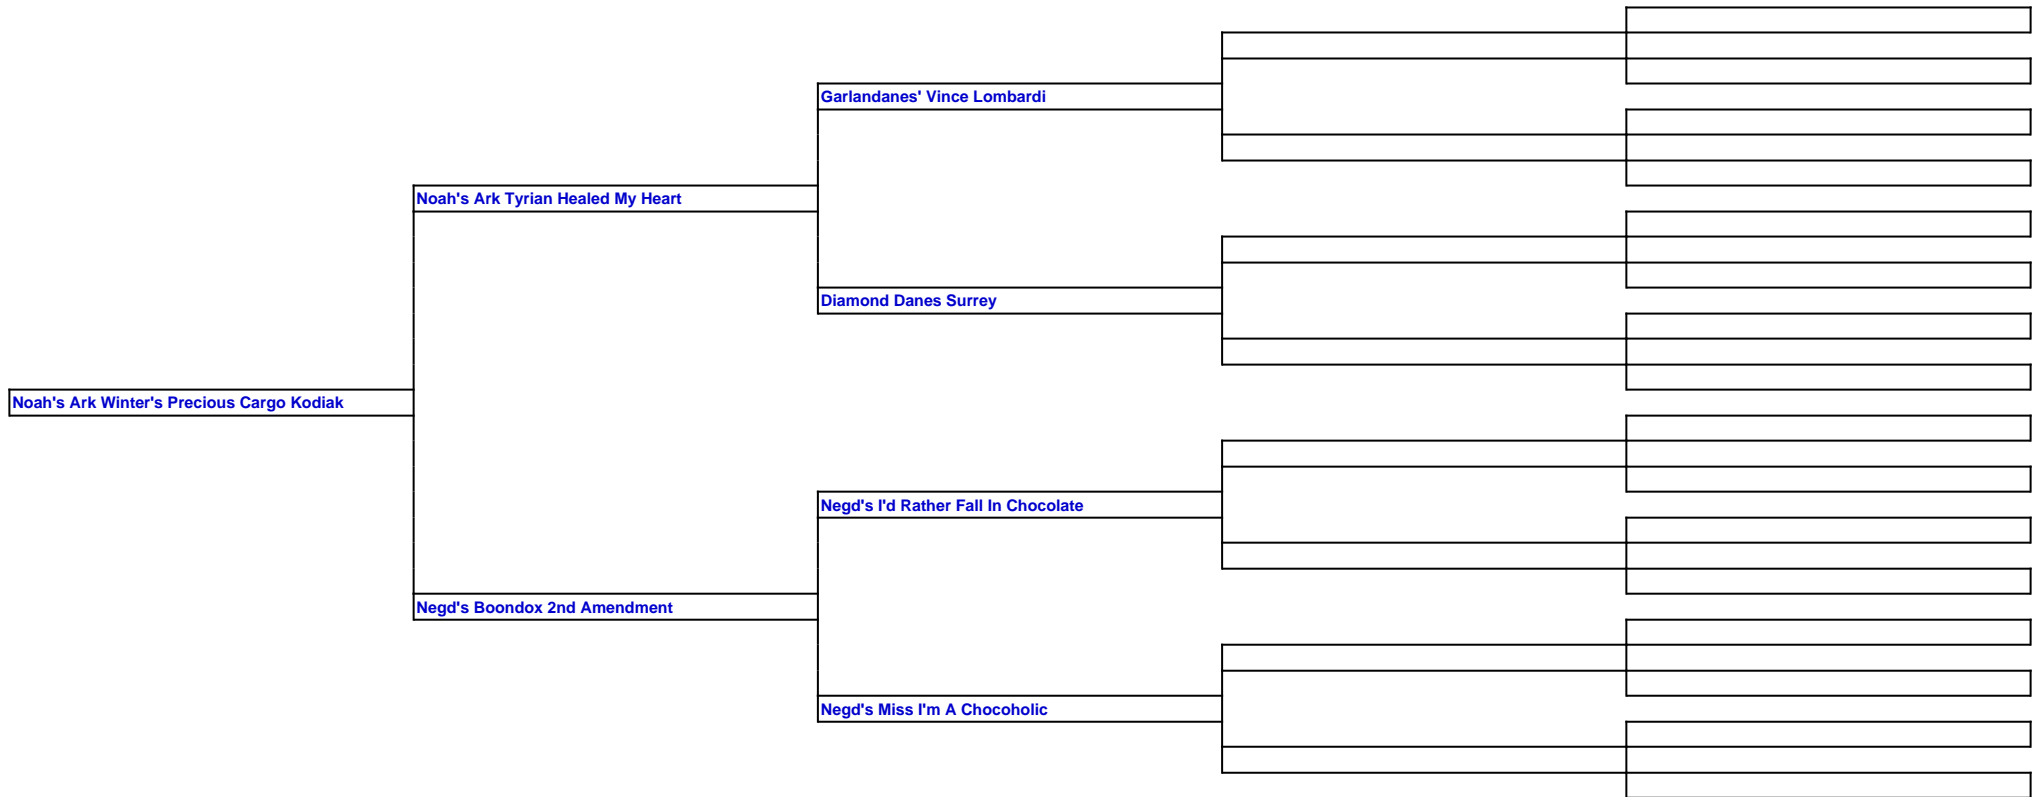 Garlandanes' Vince Lombardi
Noah's Ark Tyrian Healed My Heart
Diamond Danes Surrey
Noah's Ark Winter's Precious Cargo Kodiak
Negd's I'd Rather Fall In Chocolate
Negd's Boondox 2nd Amendment
Negd's Miss I'm A Chocoholic